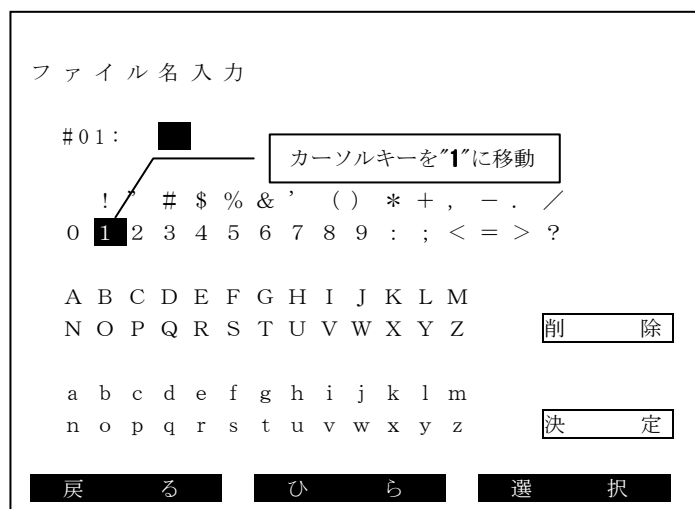 ファイル名入力
#01:
カーソルキーを"1"に移動
! " # $ % & ' ( ) * + , - . /
0 1 2 3 4 5 6 7 8 9 : ; < = > ?
A B C D E F G H I J K L M
N O P Q R S T U V W X Y Z
削除
a b c d e f g h i j k l m
n o p q r s t u v w x y z
決定
戻る ひら 選択